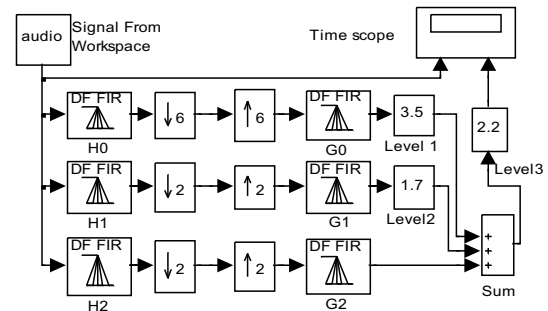 audio
Signal From
Workspace
Time scope
DF FIR
H0
↓ 6
↑ 6
DF FIR
G0
3.5
Level 1
2.2
Level3
DF FIR
H1
↓ 2
↑ 2
DF FIR
G1
1.7
Level2
DF FIR
H2
↓ 2
↑ 2
DF FIR
G2
+
+
+
Sum